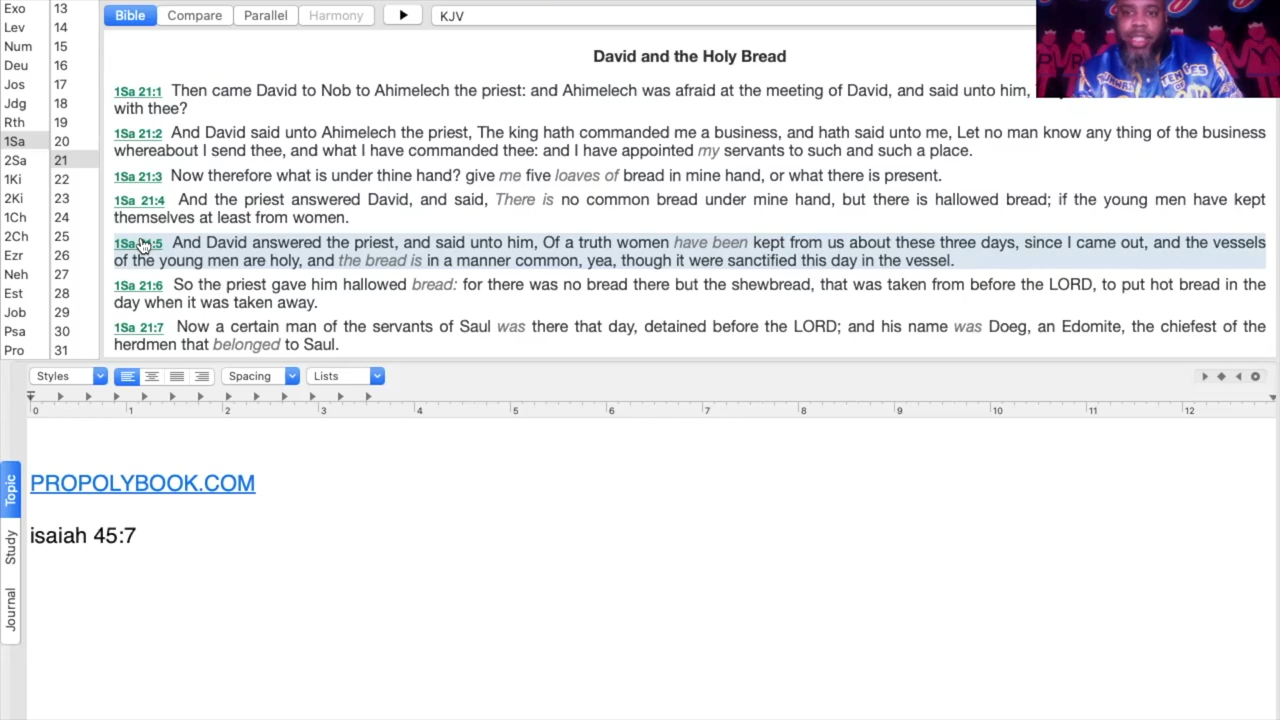 Exo 13
Lev 14
Num 15
Deu 16
Jos 17
Jdg 18
Rth 19
1Sa 20
2Sa 21
1Ki 22
2Ki 23
1Ch 24
2Ch 25
Ezr 26
Neh 27
Est 28
Job 29
Psa 30
Pro 31
Bible Compare Parallel Harmony KJV
David and the Holy Bread
1Sa 21:1 Then came David to Nob to Ahimelech the priest: and Ahimelech was afraid at the meeting of David, and said unto him,
with thee?
1Sa 21:2 And David said unto Ahimelech the priest, The king hath commanded me a business, and hath said unto me, Let no man know any thing of the business
whereabout I send thee, and what I have commanded thee: and I have appointed my servants to such and such a place.
1Sa 21:3 Now therefore what is under thine hand? give me five loaves of bread in mine hand, or what there is present.
1Sa 21:4 And the priest answered David, and said, There is no common bread under mine hand, but there is hallowed bread; if the young men have kept
themselves at least from women.
1Sa :5 And David answered the priest, and said unto him, Of a truth women have been kept from us about these three days, since I came out, and the vessels
of the young men are holy, and the bread is in a manner common, yea, though it were sanctified this day in the vessel.
1Sa 21:6 So the priest gave him hallowed bread: for there was no bread there but the shewbread, that was taken from before the LORD, to put hot bread in the
day when it was taken away.
1Sa 21:7 Now a certain man of the servants of Saul was there that day, detained before the LORD; and his name was Doeg, an Edomite, the chiefest of the
herdmen that belonged to Saul.
Styles Spacing Lists
0 1 2 3 4 5 6 7 8 9 10 11 12
Topic
Study
Journal
PROPOLYBOOK.COM
isaiah 45:7